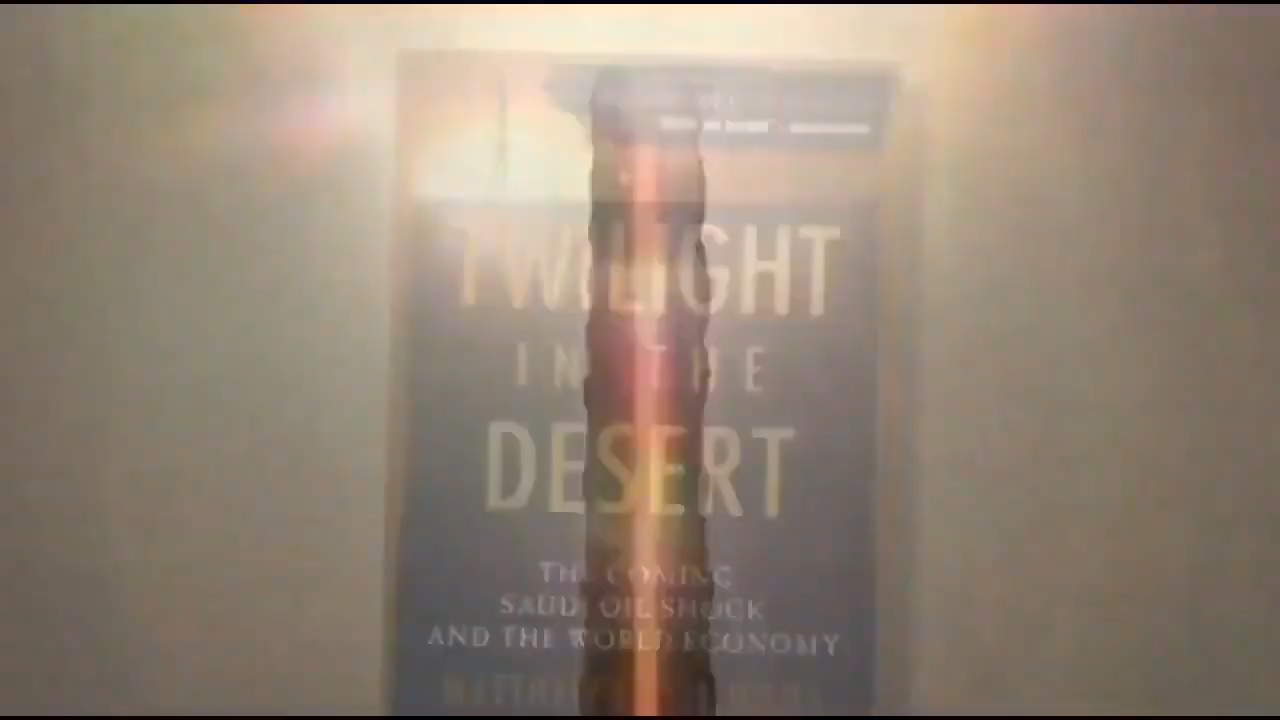 TWILIGHT
IN THE
DESERT
THE COMING
SAUDI OIL SHOCK
AND THE WORLD ECONOMY